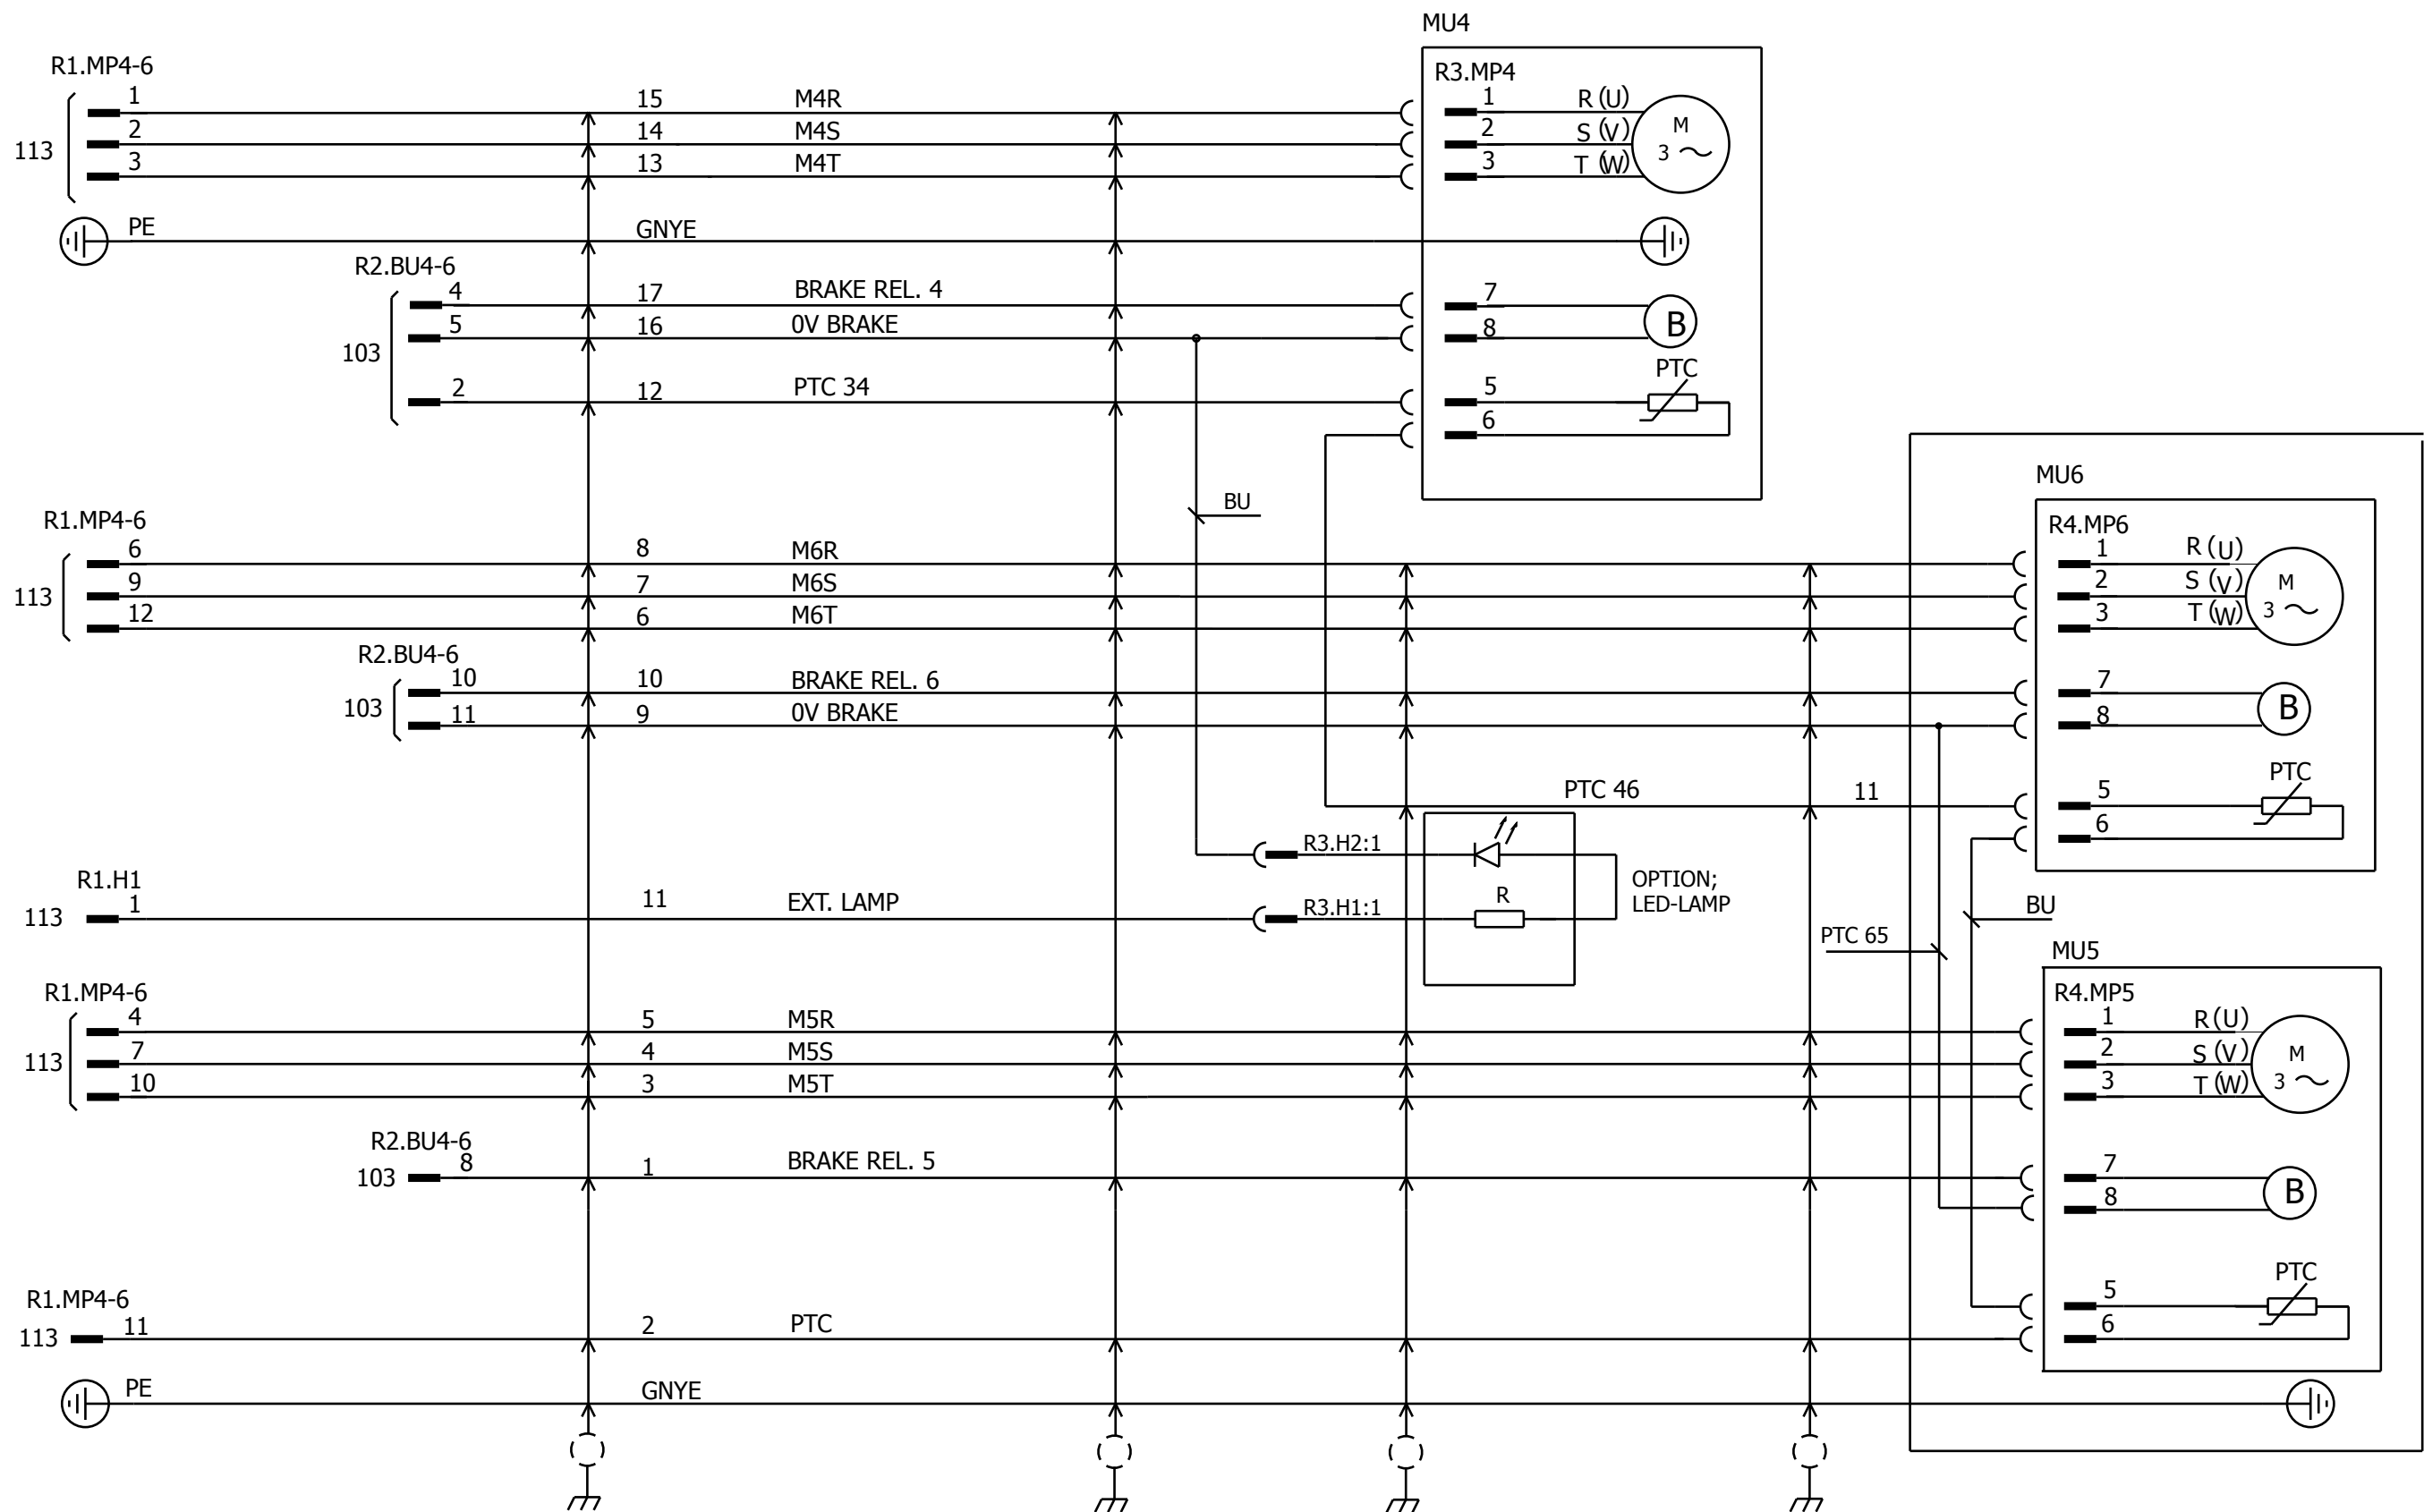 MU4
R1.MP4-6
R3.MP4
113
1 15 M4R 1 R (U)
2 14 M4S 2 S (V)
3 13 M4T 3 T (W)
M
3
PE GNYE
R2.BU4-6
103
4 17 BRAKE REL. 4 7
5 16 0V BRAKE 8
B
PTC
2 12 PTC 34 5
6
BU
MU6
R1.MP4-6
R4.MP6
113
6 8 M6R 1 R (U)
9 7 M6S 2 S (V)
12 6 M6T 3 T (W)
M
3
R2.BU4-6
103
10 10 BRAKE REL. 6 7
11 9 0V BRAKE 8
B
PTC
PTC 46 11 5
6
R3.H2:1
R1.H1
113 1 11 EXT. LAMP R3.H1:1 R
OPTION;
LED-LAMP
BU
PTC 65
MU5
R1.MP4-6
R4.MP5
113
4 5 M5R 1 R (U)
7 4 M5S 2 S (V)
10 3 M5T 3 T (W)
M
3
R2.BU4-6
103 8 1 BRAKE REL. 5 7
8
B
PTC
5
R1.MP4-6
113 11 2 PTC 6
PE GNYE